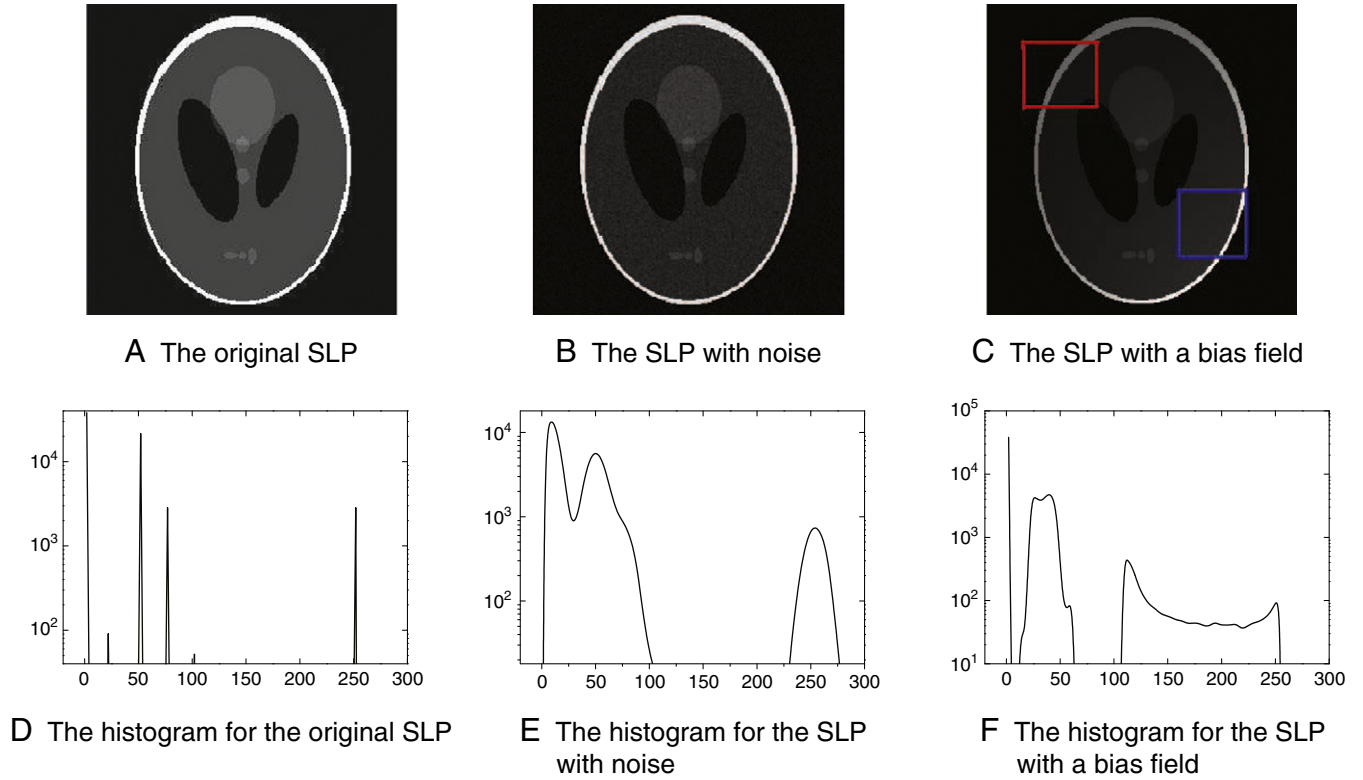 A The original SLP
B The SLP with noise
C The SLP with a bias field
10^4
10^3
10^2
0 50 100 150 200 250 300
D The histogram for the original SLP
10^4
10^3
10^2
0 50 100 150 200 250 300
E The histogram for the SLP
with noise
10^5
10^4
10^3
10^2
10^1
0 50 100 150 200 250 300
F The histogram for the SLP
with a bias field